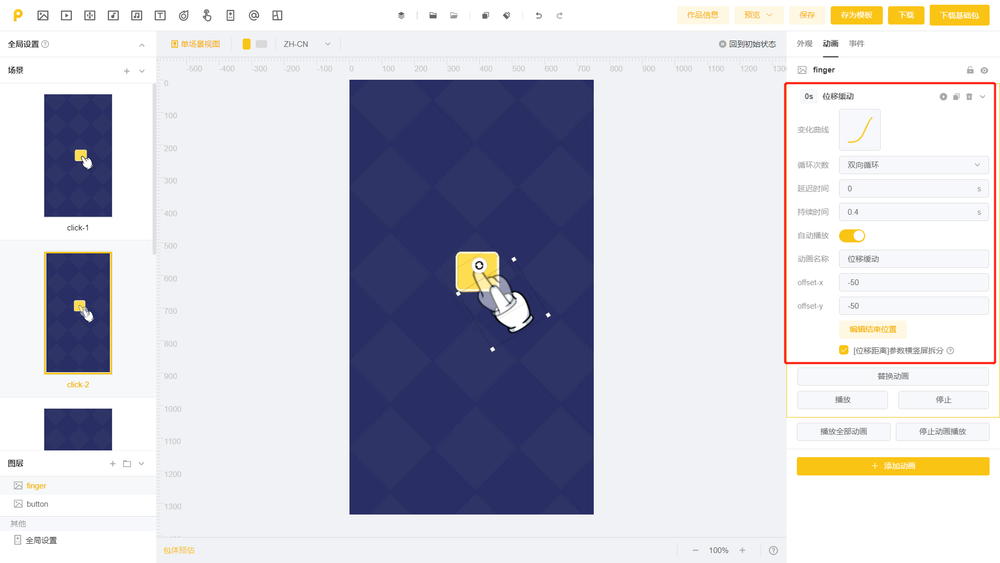 作品信息
预览
保存
存为模板
下载
下载基础包
全局设置
单场景视图
ZH-CN
回到初始状态
外观
动画
事件
场景
-500 -400 -300 -200 -100 0 100 200 300 400 500 600 700 800 900 1000 1100 1200 130
finger
0
100
200
300
400
500
600
700
800
900
1000
1100
1200
1300
click-1
click-2
0s 位移缓动
变化曲线
循环次数 双向循环
延迟时间 0 s
持续时间 0.4 s
自动播放
动画名称 位移缓动
offset-x -50
offset-y -50
编辑结束位置
[位移距离]参数横竖屏拆分
替换动画
播放 停止
播放全部动画 停止动画播放
+ 添加动画
图层
finger
button
其他
全局设置
包体预估
100%